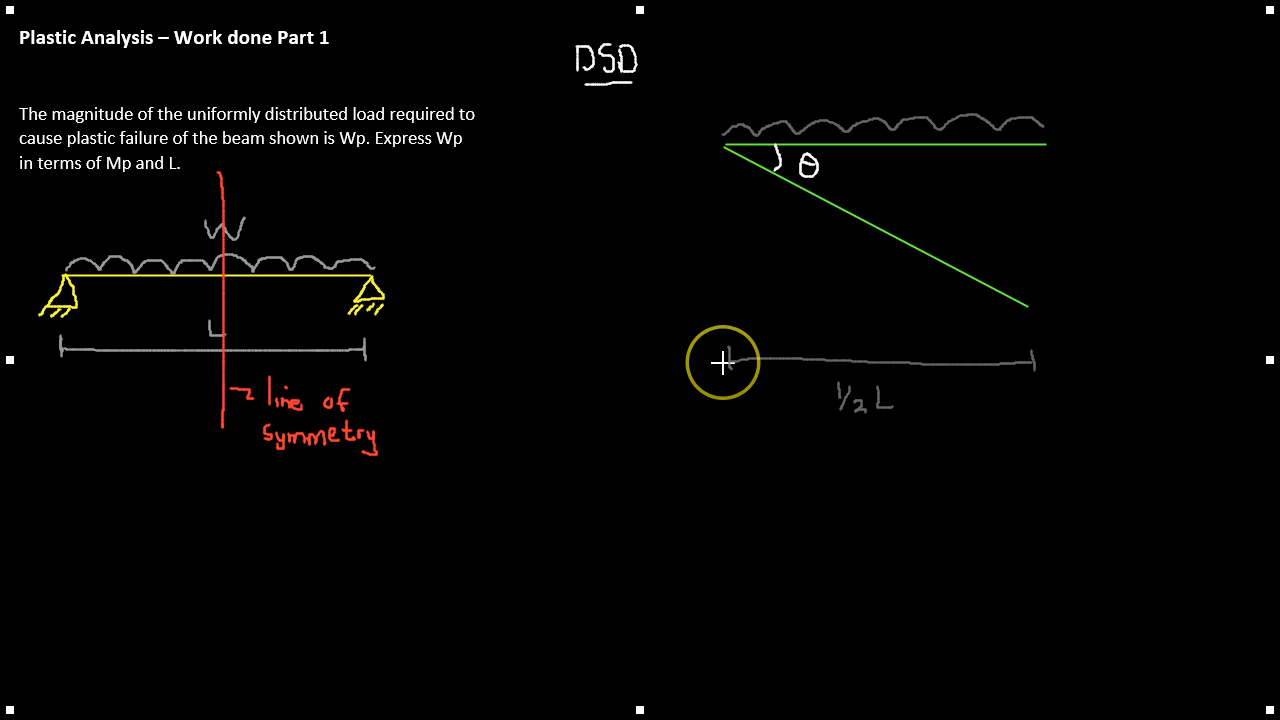 Plastic Analysis – Work done Part 1
DSD
The magnitude of the uniformly distributed load required to
cause plastic failure of the beam shown is Wp. Express Wp
in terms of Mp and L.
W
L
line of
symmetry
θ
1/2 L